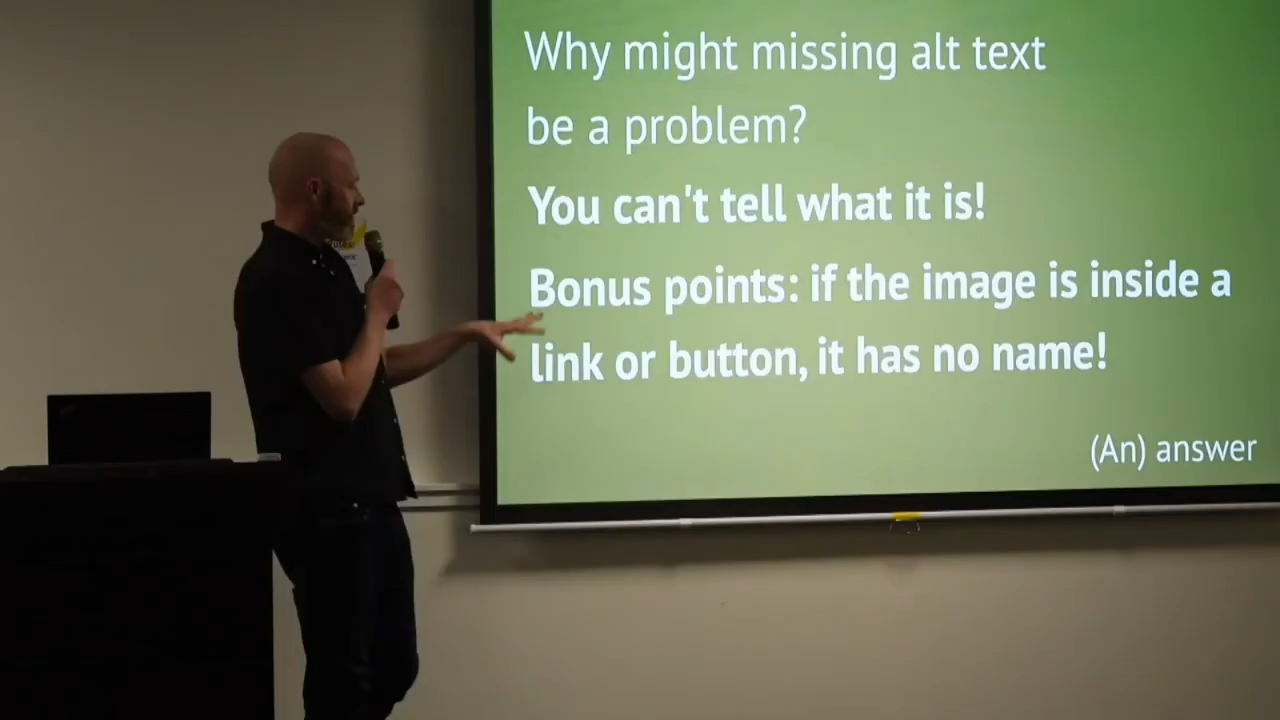 Why might missing alt text
be a problem?
You can't tell what it is!
Bonus points: if the image is inside a
link or button, it has no name!
(An) answer